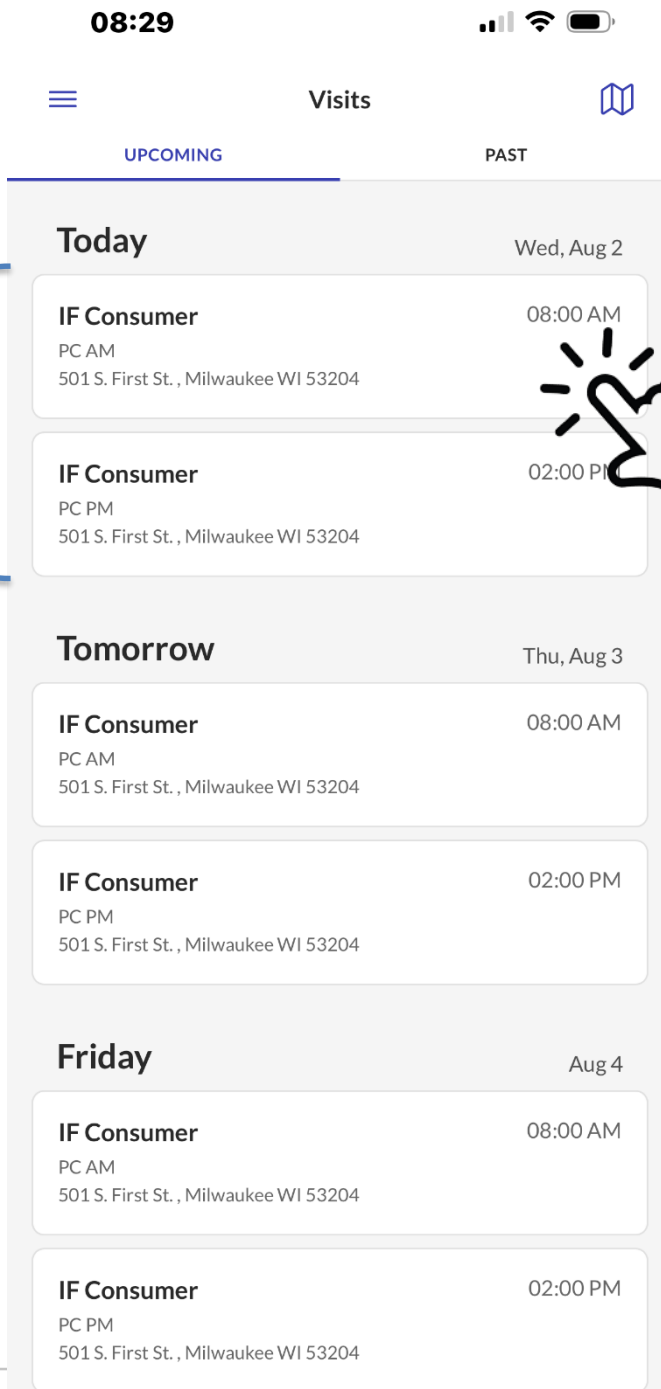 08:29
Visits
UPCOMING PAST
Today Wed, Aug 2
IF Consumer 08:00 AM
PC AM
501 S. First St. , Milwaukee WI 53204
IF Consumer 02:00 PM
PC PM
501 S. First St. , Milwaukee WI 53204
Tomorrow Thu, Aug 3
IF Consumer 08:00 AM
PC AM
501 S. First St. , Milwaukee WI 53204
IF Consumer 02:00 PM
PC PM
501 S. First St. , Milwaukee WI 53204
Friday Aug 4
IF Consumer 08:00 AM
PC AM
501 S. First St. , Milwaukee WI 53204
IF Consumer 02:00 PM
PC PM
501 S. First St. , Milwaukee WI 53204